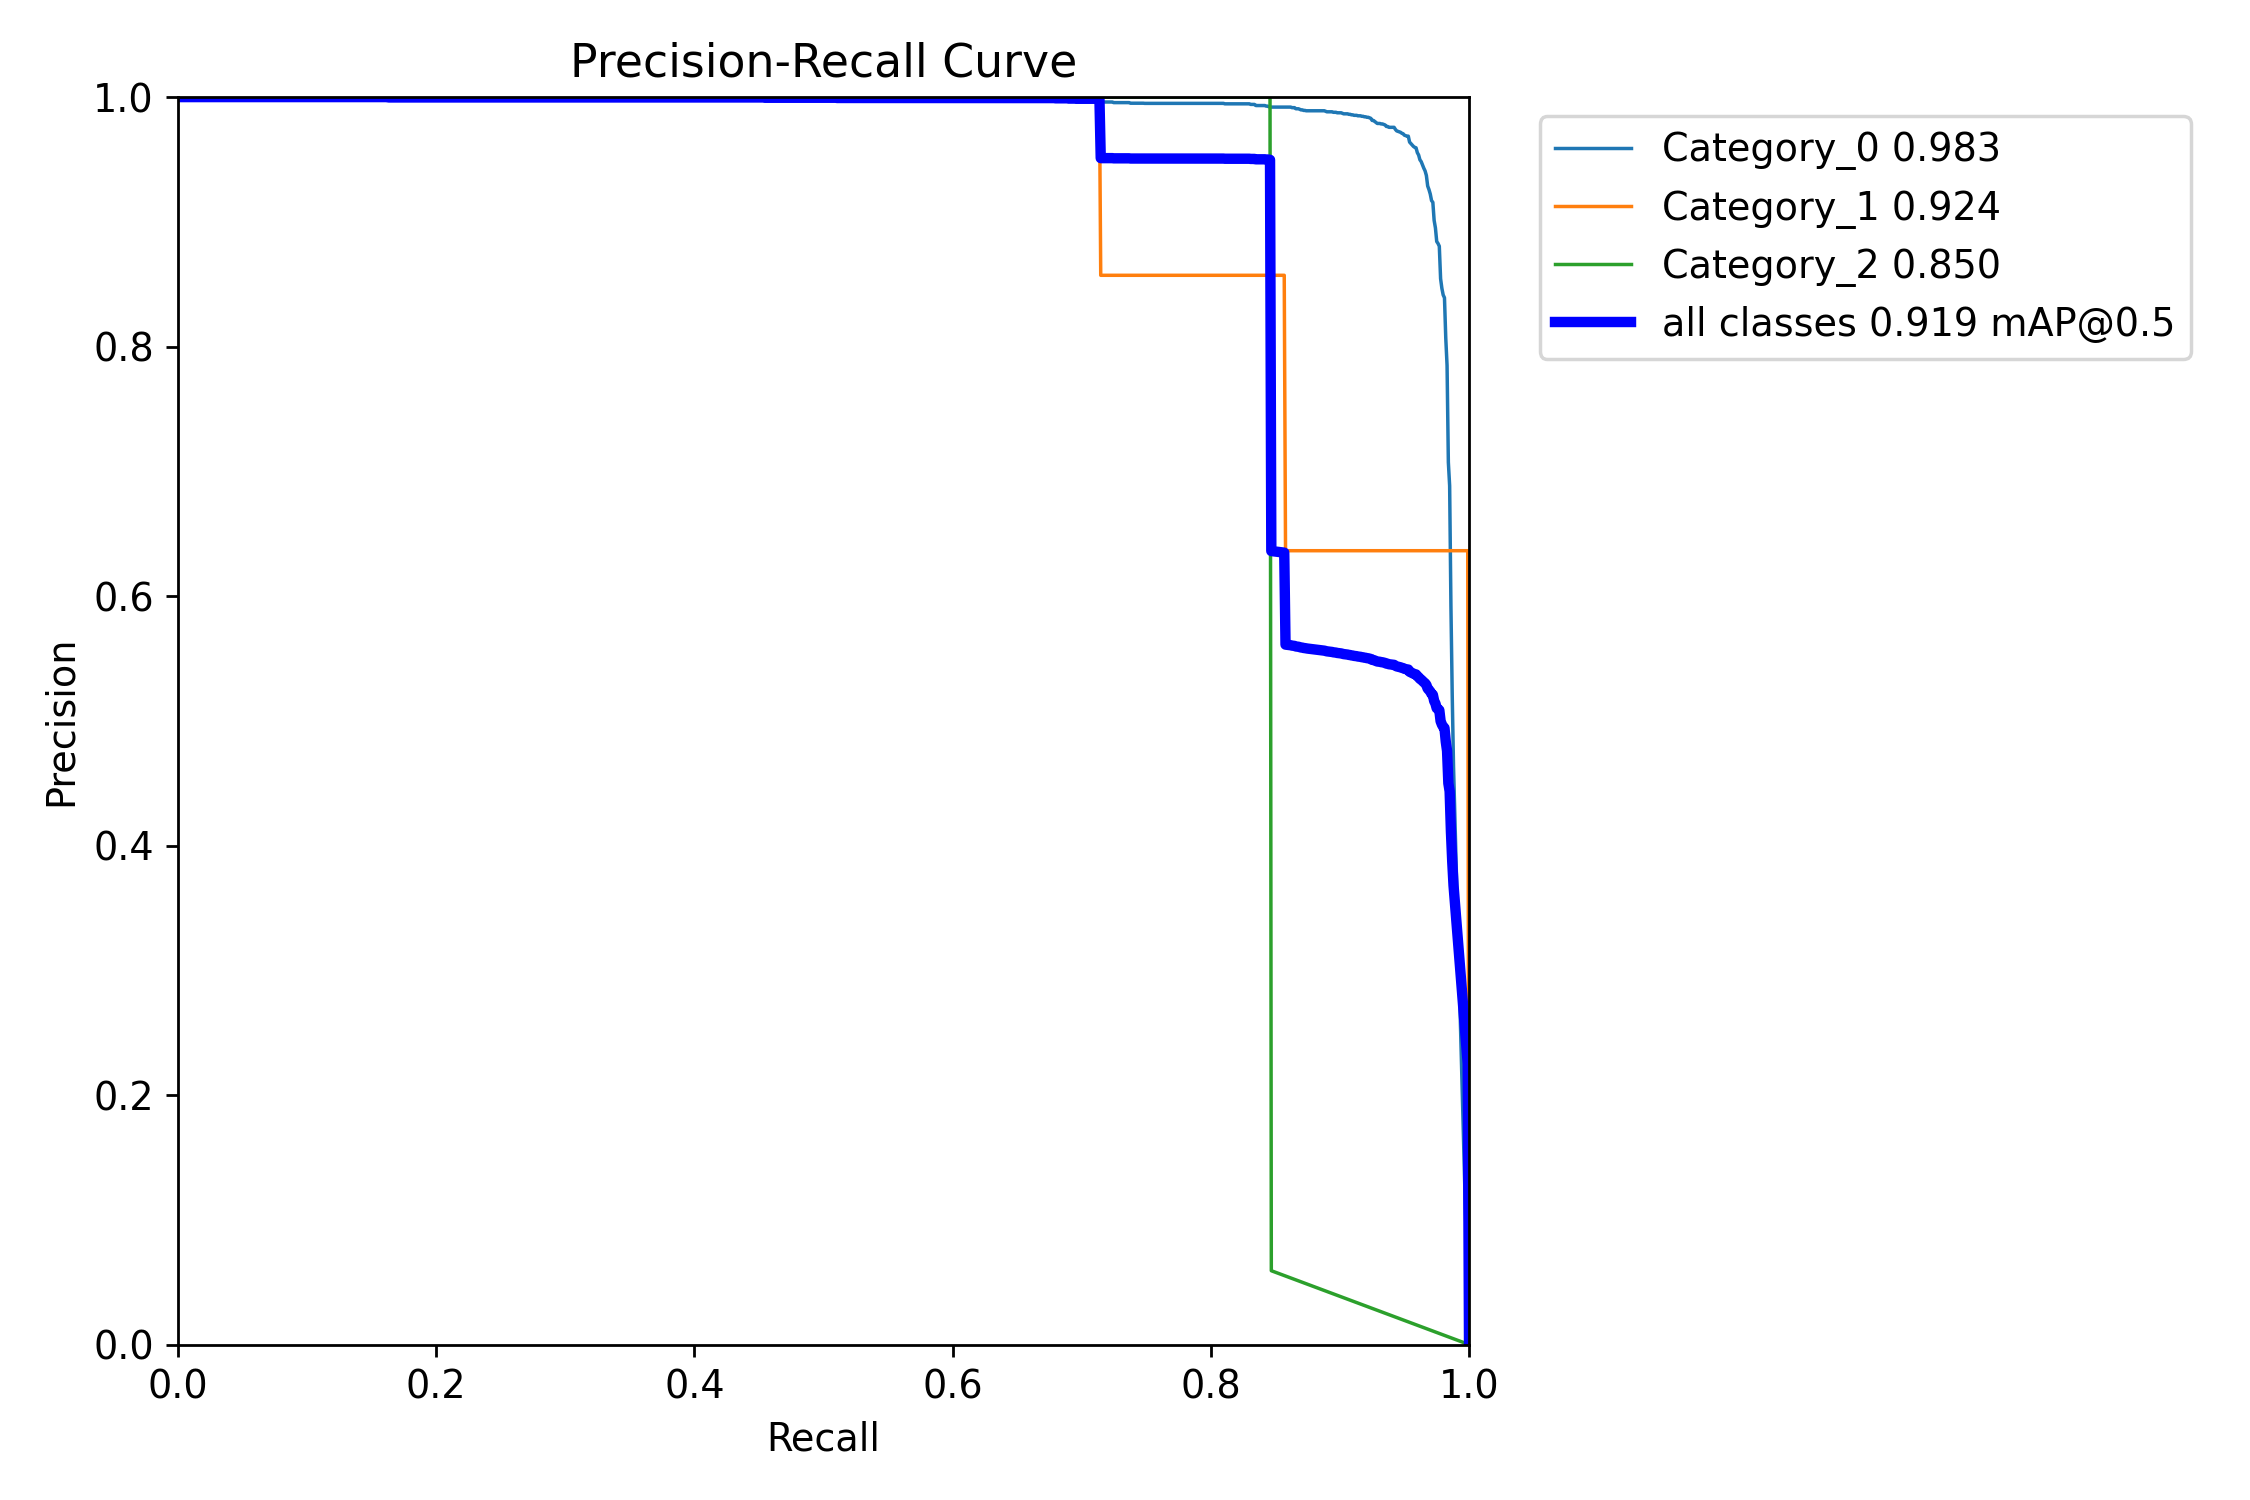 Precision-Recall Curve
1.0
0.8
0.6
0.4
0.2
0.0
Precision
0.0 0.2 0.4 0.6 0.8 1.0
Recall
Category_0 0.983
Category_1 0.924
Category_2 0.850
all classes 0.919 mAP@0.5